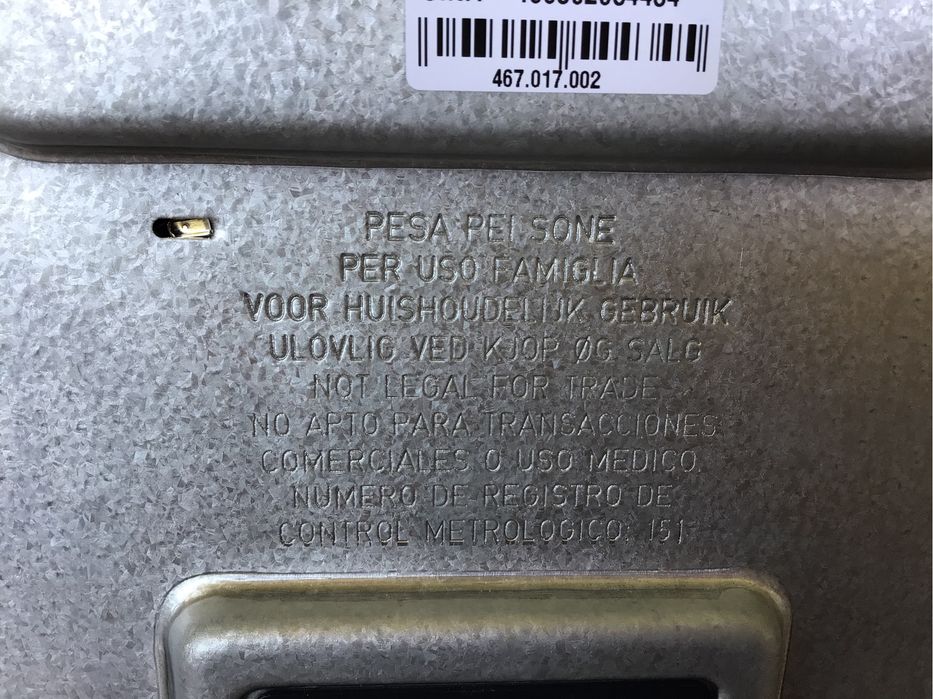 467.017.002
PESA PEI SONE
PER USO FAMIGLIA
VOOR HUISHOUDELIJK GEBRUIK
ULOVLIG VED KJOP ØG SALG
NOT LEGAL FOR TRADE
NO APTO PARA TRANSACCIONES
COMERCIALES O USO MEDICO.
NUMERO DE REGISTRO DE
CONTROL METROLOGICO: 151